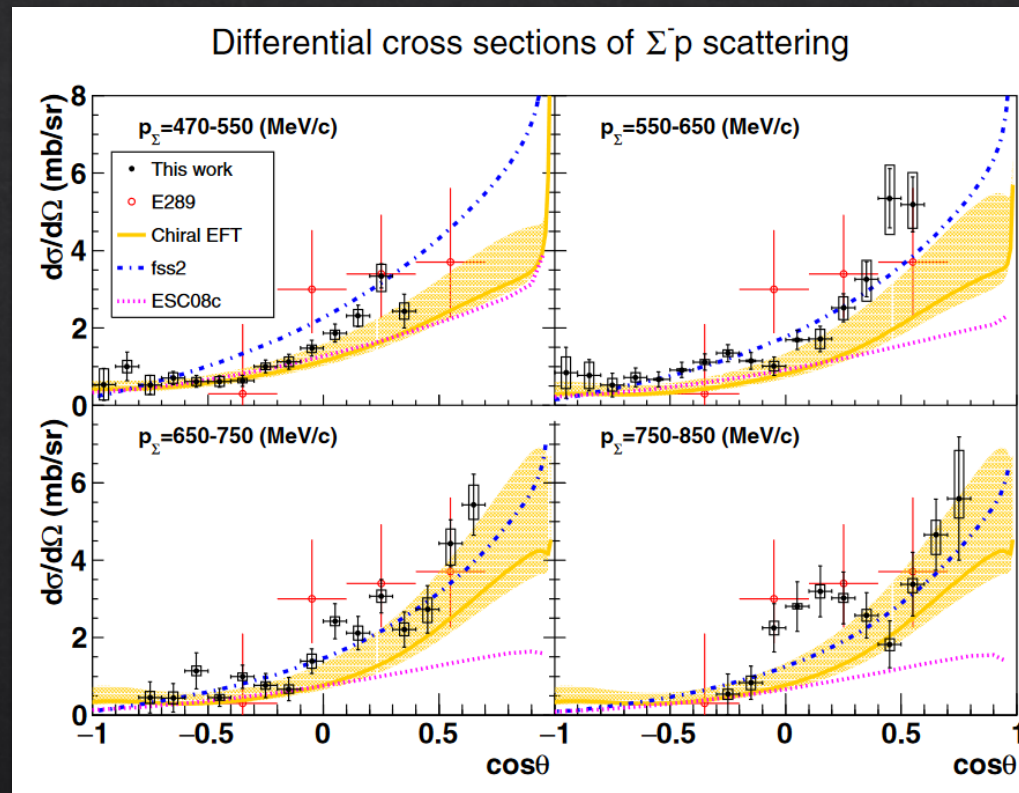 Differential cross sections of Σ⁻p scattering
dσ/dΩ (mb/sr)
8
6
4
2
0
p_Σ=470-550 (MeV/c)
This work
E289
Chiral EFT
fss2
ESC08c
p_Σ=550-650 (MeV/c)
dσ/dΩ (mb/sr)
6
4
2
0
p_Σ=650-750 (MeV/c)
p_Σ=750-850 (MeV/c)
−1 −0.5 0 0.5 −1 −0.5 0 0.5 1
cosθ cosθ